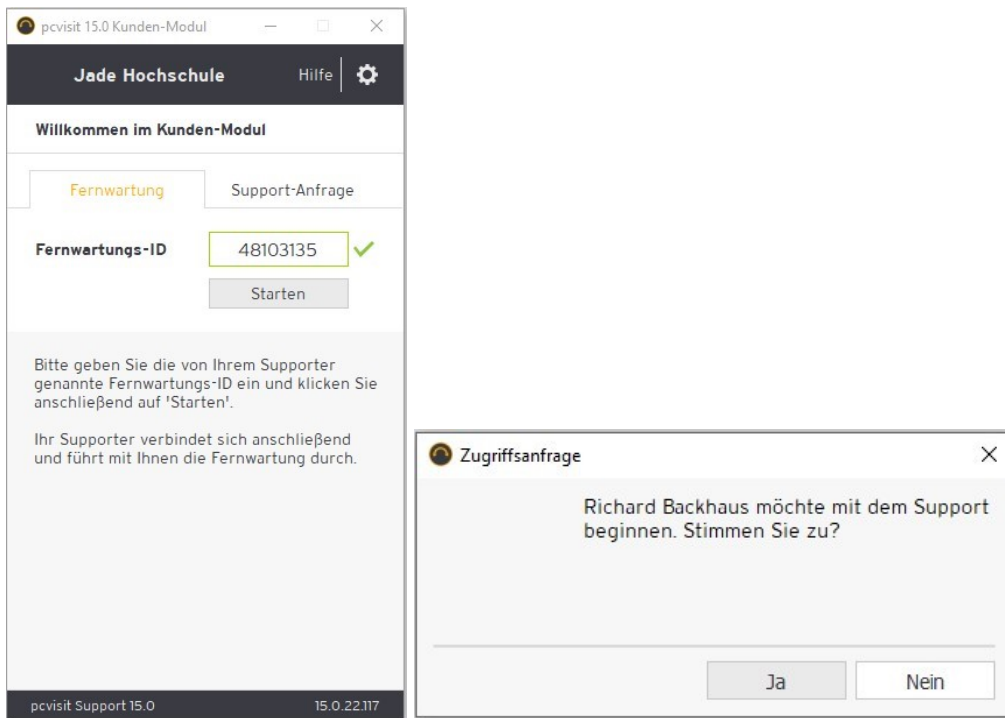 pcvisit 15.0 Kunden-Modul
Jade Hochschule Hilfe
Willkommen im Kunden-Modul
Fernwartung Support-Anfrage
Fernwartungs-ID 48103135
Starten
Bitte geben Sie die von Ihrem Supporter
genannte Fernwartungs-ID ein und klicken Sie
anschließend auf 'Starten'.
Ihr Supporter verbindet sich anschließend
und führt mit Ihnen die Fernwartung durch.
pcvisit Support 15.0 15.0.22.117
Zugriffsanfrage
Richard Backhaus möchte mit dem Support
beginnen. Stimmen Sie zu?
Ja Nein